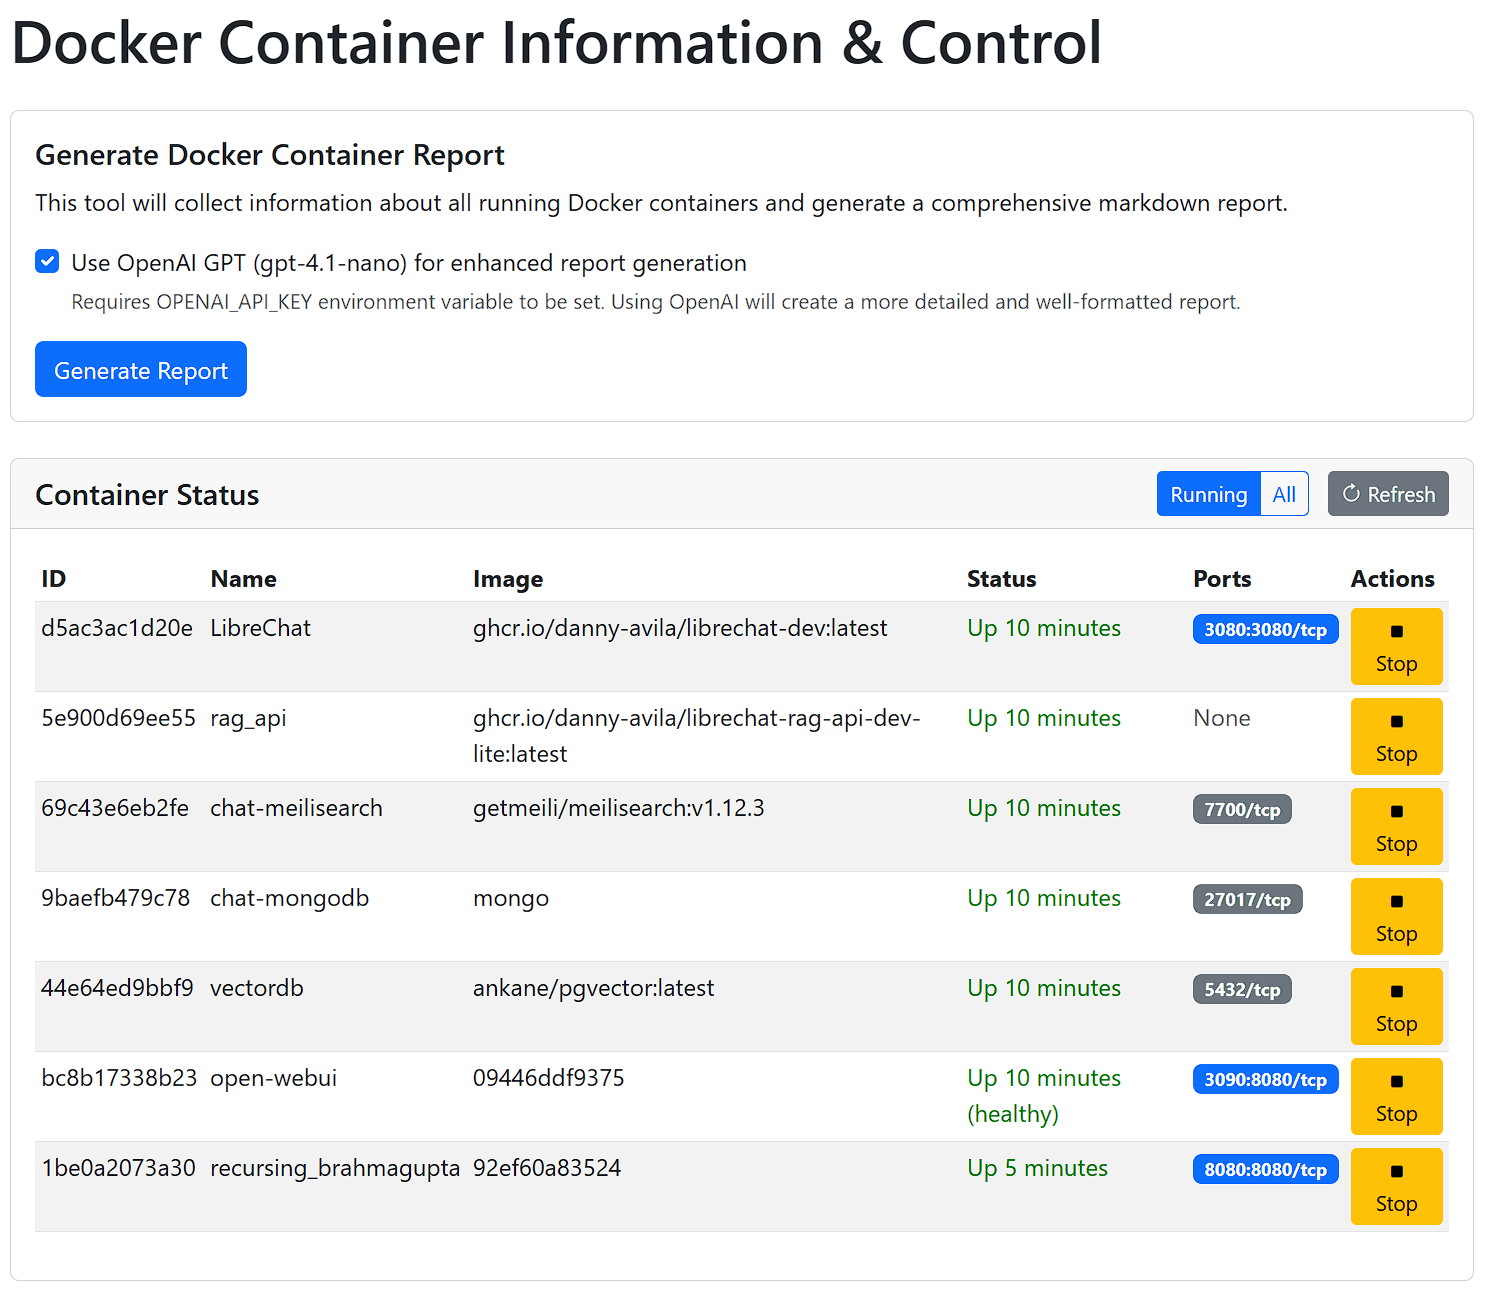 Docker Container Information & Control
Generate Docker Container Report
This tool will collect information about all running Docker containers and generate a comprehensive markdown report.
Use OpenAI GPT (gpt-4.1-nano) for enhanced report generation
Requires OPENAI_API_KEY environment variable to be set. Using OpenAI will create a more detailed and well-formatted report.
Generate Report
Container Status Running All Refresh
ID Name Image Status Ports Actions
d5ac3ac1d20e LibreChat ghcr.io/danny-avila/librechat-dev:latest Up 10 minutes 3080:3080/tcp
Stop
5e900d69ee55 rag_api ghcr.io/danny-avila/librechat-rag-api-dev- Up 10 minutes None
lite:latest Stop
69c43e6eb2fe chat-meilisearch getmeili/meilisearch:v1.12.3 Up 10 minutes 7700/tcp
Stop
9baefb479c78 chat-mongodb mongo Up 10 minutes 27017/tcp
Stop
44e64ed9bbf9 vectordb ankane/pgvector:latest Up 10 minutes 5432/tcp
Stop
bc8b17338b23 open-webui 09446ddf9375 Up 10 minutes 3090:8080/tcp
(healthy) Stop
1be0a2073a30 recursing_brahmagupta 92ef60a83524 Up 5 minutes 8080:8080/tcp
Stop